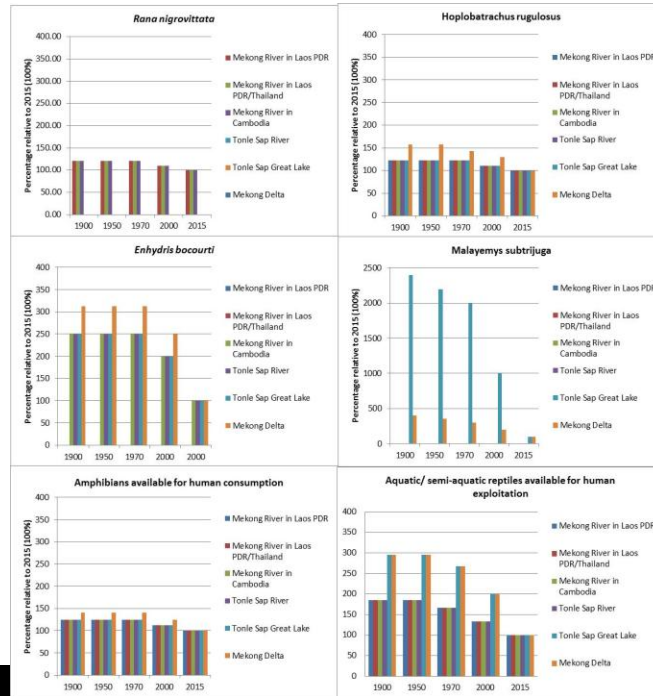 Rana nigrovittata
Percentage relative to 2015 (100%)
400.00
350.00
300.00
250.00
200.00
150.00
100.00
50.00
0.00
1900 1950 1970 2000 2015
Mekong River in Laos PDR
Mekong River in Laos
PDR/Thailand
Mekong River in
Cambodia
Tonle Sap River
Tonle Sap Great Lake
Mekong Delta
Hoplobatrachus rugulosus
Percentage relative to 2015 (100%)
400
350
300
250
200
150
100
50
0
1900 1950 1970 2000 2015
Mekong River in Laos PDR
Mekong River in Laos
PDR/Thailand
Mekong River in
Cambodia
Tonle Sap River
Tonle Sap Great Lake
Mekong Delta
Enhydris bocourti
Percentage relative to 2015 (100%)
400
350
300
250
200
150
100
50
0
1900 1950 1970 2000 2000
Mekong River in Laos PDR
Mekong River in Laos
PDR/Thailand
Mekong River in
Cambodia
Tonle Sap River
Tonle Sap Great Lake
Mekong Delta
Malayemys subtrijuga
Percentage relative to 2015 (100%)
2500
2000
1500
1000
500
0
1900 1950 1970 2000 2015
Mekong River in Laos PDR
Mekong River in Laos
PDR/Thailand
Mekong River in
Cambodia
Tonle Sap River
Tonle Sap Great Lake
Mekong Delta
Amphibians available for human consumption
Percentage relative to 2015 (100%)
400
350
300
250
200
150
100
50
0
1900 1950 1970 2000 2015
Mekong River in Laos PDR
Mekong River in Laos
PDR/Thailand
Mekong River in
Cambodia
Tonle Sap River
Tonle Sap Great Lake
Mekong Delta
Aquatic/ semi-aquatic reptiles available for human
exploitation
Percentage relative to 2015 (100%)
400
350
300
250
200
150
100
50
0
1900 1950 1970 2000 2015
Mekong River in Laos PDR
Mekong River in Laos
PDR/Thailand
Mekong River in
Cambodia
Tonle Sap River
Tonle Sap Great Lake
Mekong Delta